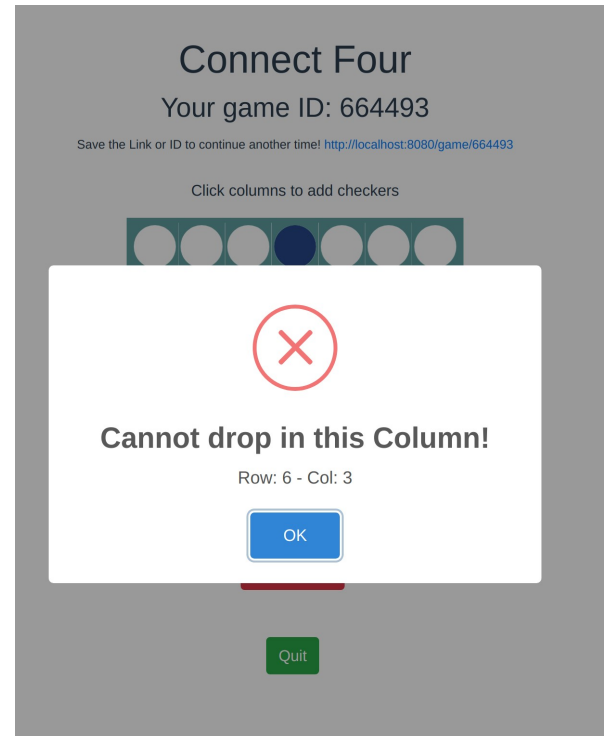 Connect Four
Your game ID: 664493
Save the Link or ID to continue another time! http://localhost:8080/game/664493
Click columns to add checkers
Cannot drop in this Column!
Row: 6 - Col: 3
OK
Quit